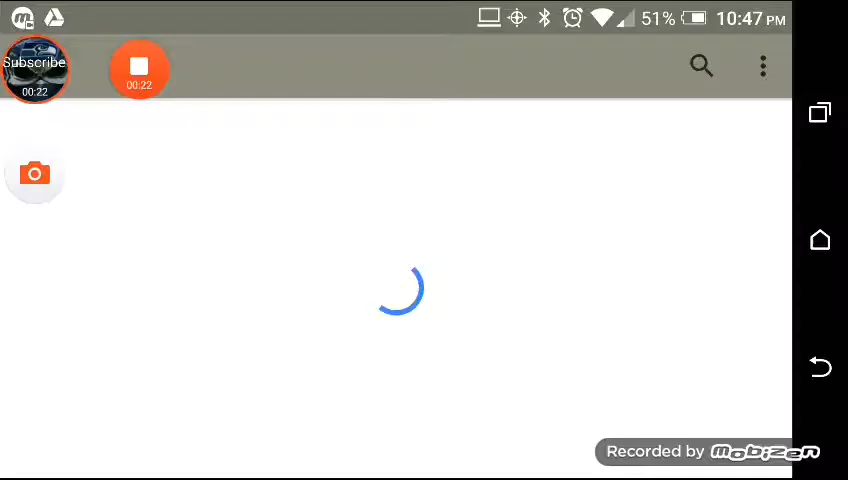 51% 10:47 PM
Subscribe
00:22
00:22
Recorded by Mobizen